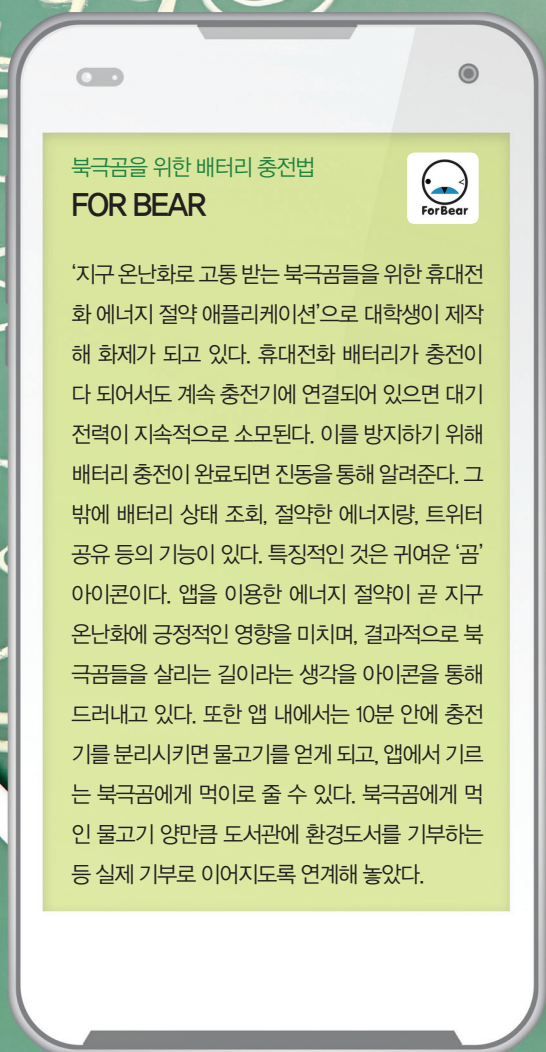 북극곰을 위한 배터리 충전법
FOR BEAR
ForBear
‘지구 온난화로 고통 받는 북극곰들을 위한 휴대전
화 에너지 절약 애플리케이션’으로 대학생이 제작
해 화제가 되고 있다. 휴대전화 배터리가 충전이
다 되어서도 계속 충전기에 연결되어 있으면 대기
전력이 지속적으로 소모된다. 이를 방지하기 위해
배터리 충전이 완료되면 진동을 통해 알려준다. 그
밖에 배터리 상태 조회, 절약한 에너지량, 트위터
공유 등의 기능이 있다. 특징적인 것은 귀여운 ‘곰’
아이콘이다. 앱을 이용한 에너지 절약이 곧 지구
온난화에 긍정적인 영향을 미치며, 결과적으로 북
극곰들을 살리는 길이라는 생각을 아이콘을 통해
드러내고 있다. 또한 앱 내에서는 10분 안에 충전
기를 분리시키면 물고기를 얻게 되고, 앱에서 기르
는 북극곰에게 먹이로 줄 수 있다. 북극곰에게 먹
인 물고기 양만큼 도서관에 환경도서를 기부하는
등 실제 기부로 이어지도록 연계해 놓았다.